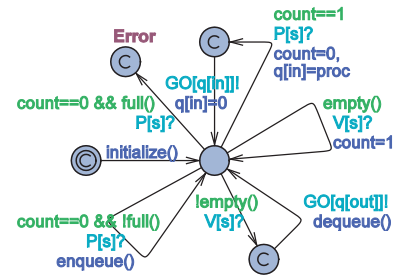 count==1
P[s]?
count=0,
q[in]=proc
Error
C
C
GO[q[in]]!
q[in]=0
count==0 && full()
P[s]?
empty()
V[s]?
count=1
C
initialize()
!empty()
V[s]?
GO[q[out]]!
dequeue()
count==0 && !full()
P[s]?
enqueue()
C